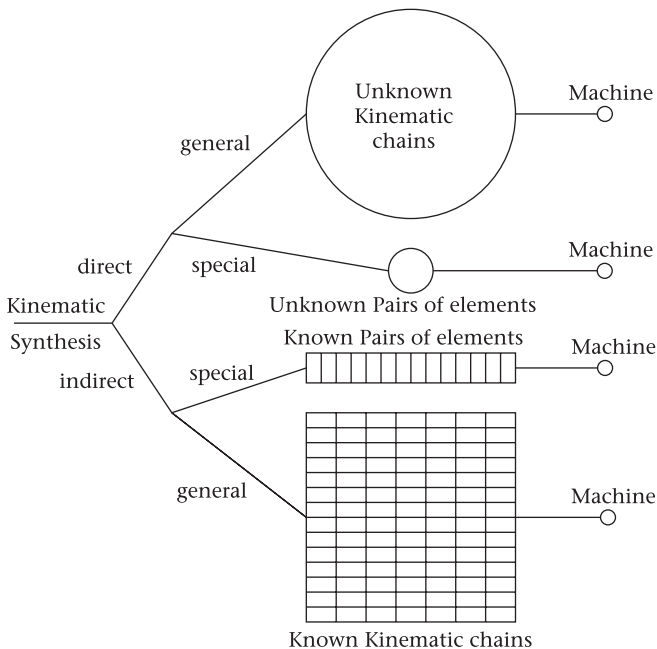 Unknown
Kinematic
chains
Machine
general
direct
special
Machine
Unknown Pairs of elements
Kinematic
Synthesis
Known Pairs of elements
indirect
special
Machine
general
Machine
Known Kinematic chains